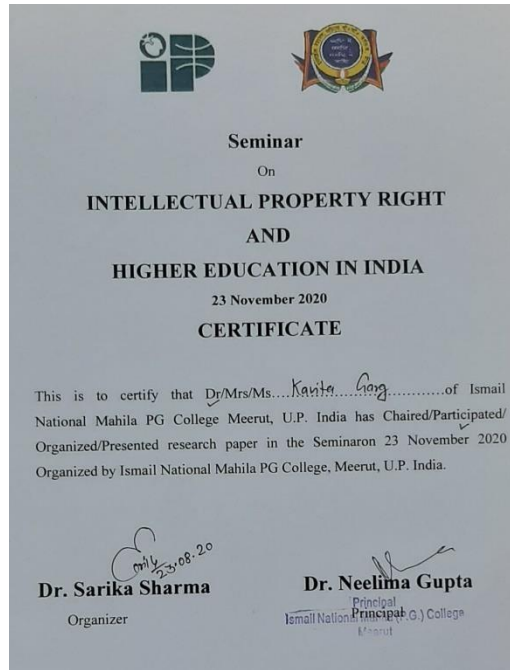 iP
Seminar
On
INTELLECTUAL PROPERTY RIGHT
AND
HIGHER EDUCATION IN INDIA
23 November 2020
CERTIFICATE
This is to certify that Dr/Mrs/Ms....Kavita Garg...............of Ismail
National Mahila PG College Meerut, U.P. India has Chaired/Participated/
Organized/Presented research paper in the Seminaron 23 November 2020
Organized by Ismail National Mahila PG College, Meerut, U.P. India.
23.08.20
Dr. Sarika Sharma
Organizer
Dr. Neelima Gupta
Principal
Principal
Ismail National (P.G.) College
Meerut